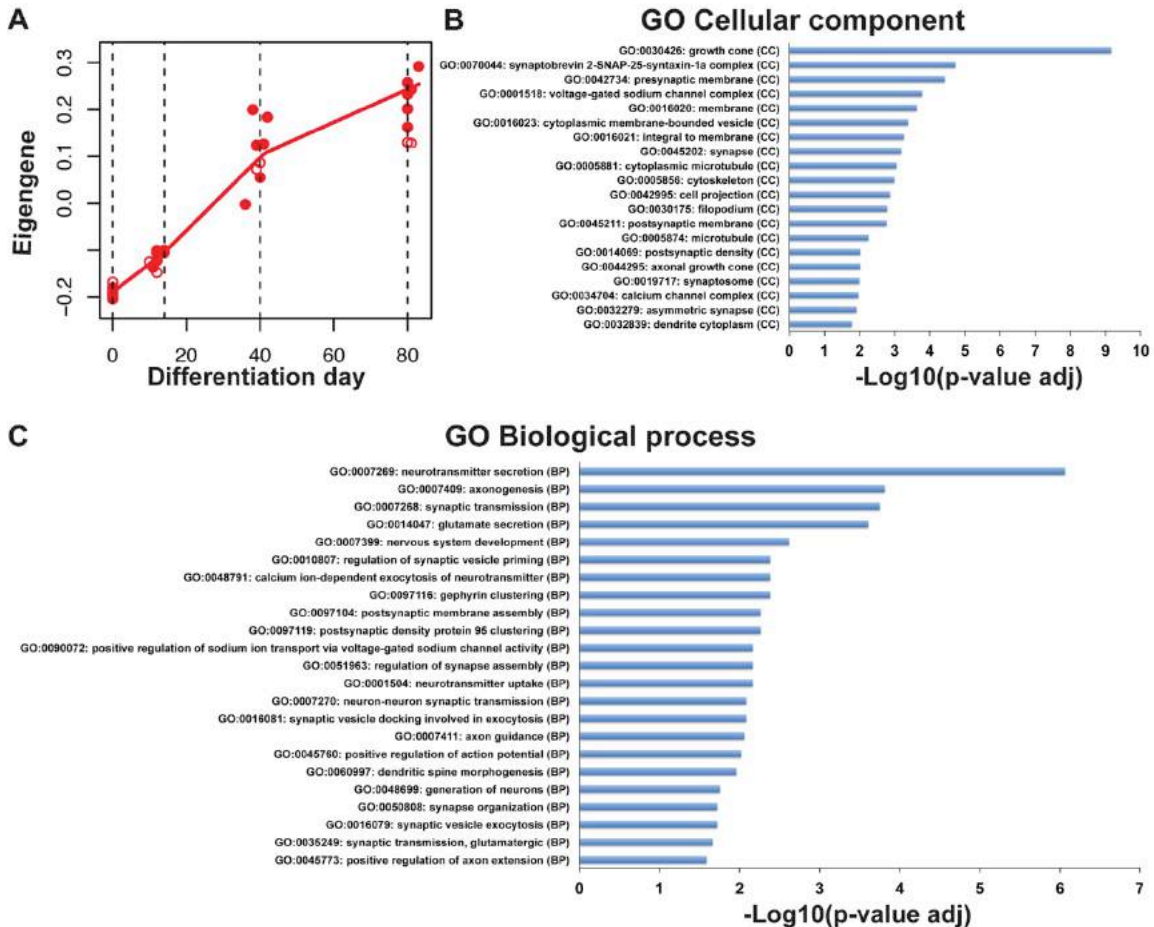 A
Eigengene
0.3
0.2
0.1
0.0
−0.2
0 20 40 60 80
Differentiation day
B
GO Cellular component
GO:0030426: growth cone (CC)
GO:0070044: synaptobrevin 2-SNAP-25-syntaxin-1a complex (CC)
GO:0042734: presynaptic membrane (CC)
GO:0001518: voltage-gated sodium channel complex (CC)
GO:0016020: membrane (CC)
GO:0016023: cytoplasmic membrane-bounded vesicle (CC)
GO:0016021: integral to membrane (CC)
GO:0045202: synapse (CC)
GO:0005881: cytoplasmic microtubule (CC)
GO:0005856: cytoskeleton (CC)
GO:0042995: cell projection (CC)
GO:0030175: filopodium (CC)
GO:0045211: postsynaptic membrane (CC)
GO:0005874: microtubule (CC)
GO:0014069: postsynaptic density (CC)
GO:0044295: axonal growth cone (CC)
GO:0019717: synaptosome (CC)
GO:0034704: calcium channel complex (CC)
GO:0032279: asymmetric synapse (CC)
GO:0032839: dendrite cytoplasm (CC)
0 1 2 3 4 5 6 7 8 9 10
-Log10(p-value adj)
C
GO Biological process
GO:0007269: neurotransmitter secretion (BP)
GO:0007409: axonogenesis (BP)
GO:0007268: synaptic transmission (BP)
GO:0014047: glutamate secretion (BP)
GO:0007399: nervous system development (BP)
GO:0010807: regulation of synaptic vesicle priming (BP)
GO:0048791: calcium ion-dependent exocytosis of neurotransmitter (BP)
GO:0097116: gephyrin clustering (BP)
GO:0097104: postsynaptic membrane assembly (BP)
GO:0097119: postsynaptic density protein 95 clustering (BP)
GO:0090072: positive regulation of sodium ion transport via voltage-gated sodium channel activity (BP)
GO:0051963: regulation of synapse assembly (BP)
GO:0001504: neurotransmitter uptake (BP)
GO:0007270: neuron-neuron synaptic transmission (BP)
GO:0016081: synaptic vesicle docking involved in exocytosis (BP)
GO:0007411: axon guidance (BP)
GO:0045760: positive regulation of action potential (BP)
GO:0060997: dendritic spine morphogenesis (BP)
GO:0048699: generation of neurons (BP)
GO:0050808: synapse organization (BP)
GO:0016079: synaptic vesicle exocytosis (BP)
GO:0035249: synaptic transmission, glutamatergic (BP)
GO:0045773: positive regulation of axon extension (BP)
0 1 2 3 4 5 6 7
-Log10(p-value adj)